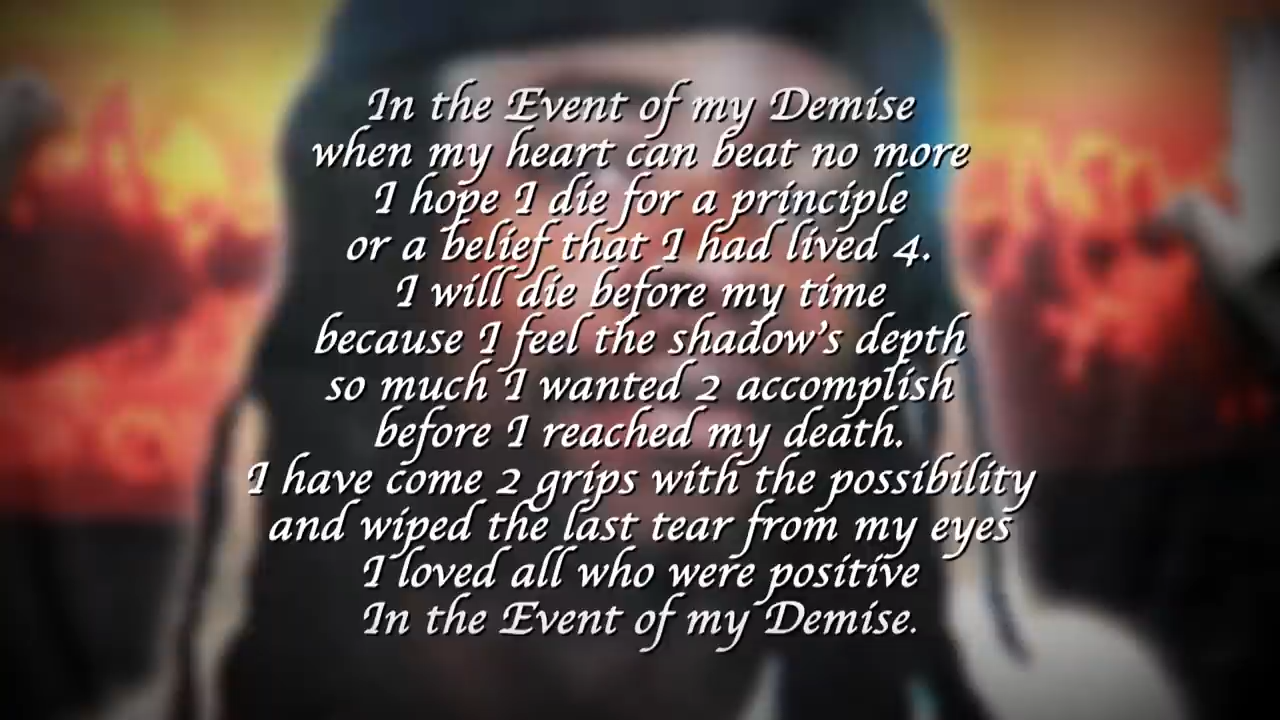 In the Event of my Demise
when my heart can beat no more
I hope I die for a principle
or a belief that I had lived 4.
I will die before my time
because I feel the shadow's depth
so much I wanted 2 accomplish
before I reached my death.
I have come 2 grips with the possibility
and wiped the last tear from my eyes
I loved all who were positive
In the Event of my Demise.